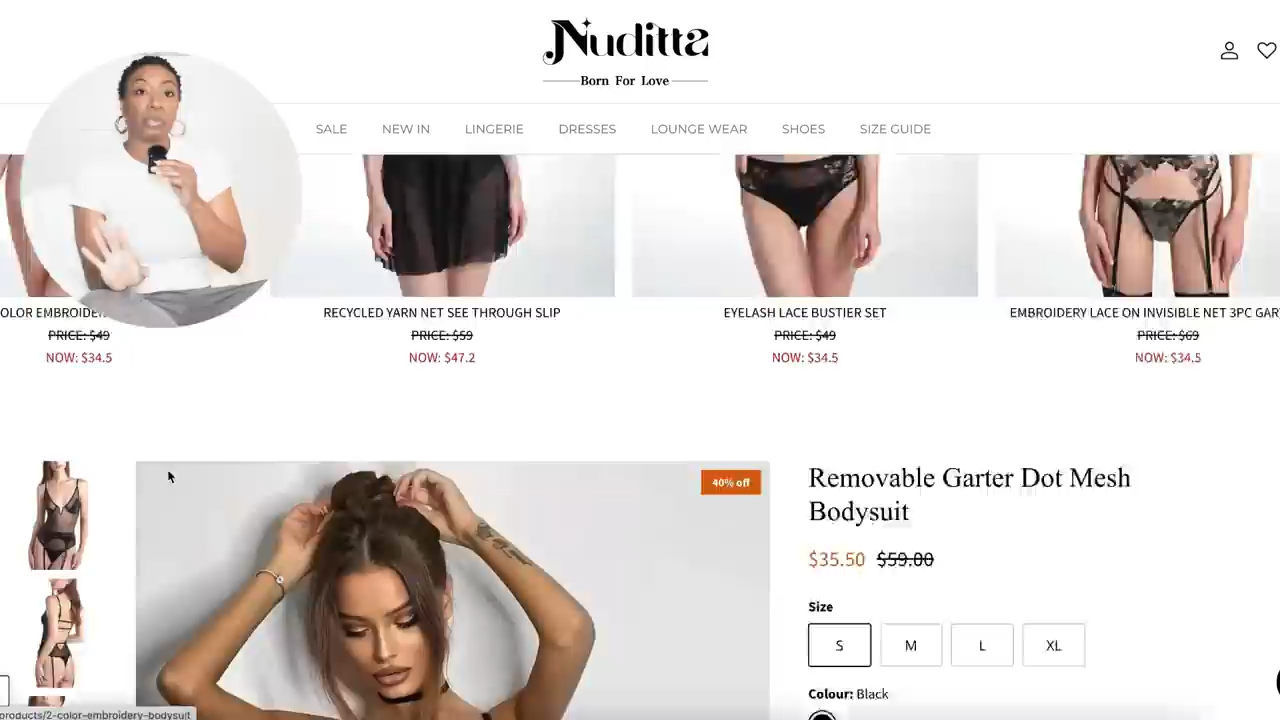 Nuditta
Born For Love
SALE NEW IN LINGERIE DRESSES LOUNGE WEAR SHOES SIZE GUIDE
OLOR EMBROIDE
PRICE: $49
NOW: $34.5
RECYCLED YARN NET SEE THROUGH SLIP
PRICE: $59
NOW: $47.2
EYELASH LACE BUSTIER SET
PRICE: $49
NOW: $34.5
EMBROIDERY LACE ON INVISIBLE NET 3PC GAR
PRICE: $69
NOW: $34.5
40% off
Removable Garter Dot Mesh
Bodysuit
$35.50 $59.00
Size
S M L XL
Colour: Black
products/2-color-embroidery-bodysuit